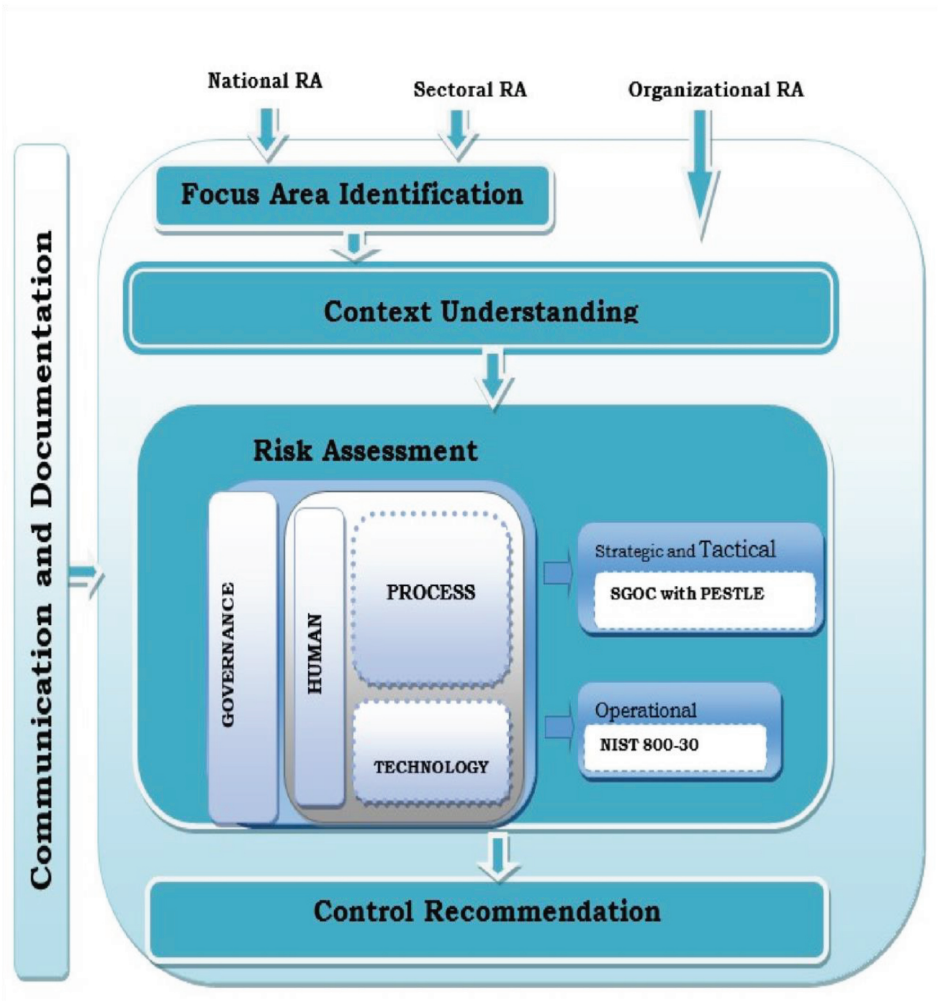 National RA
Sectoral RA
Organizational RA
Focus Area Identification
Context Understanding
Communication and Documentation
Risk Assessment
GOVERNANCE
HUMAN
PROCESS
TECHNOLOGY
Strategic and Tactical
SGOC with PESTLE
Operational
NIST 800-30
Control Recommendation